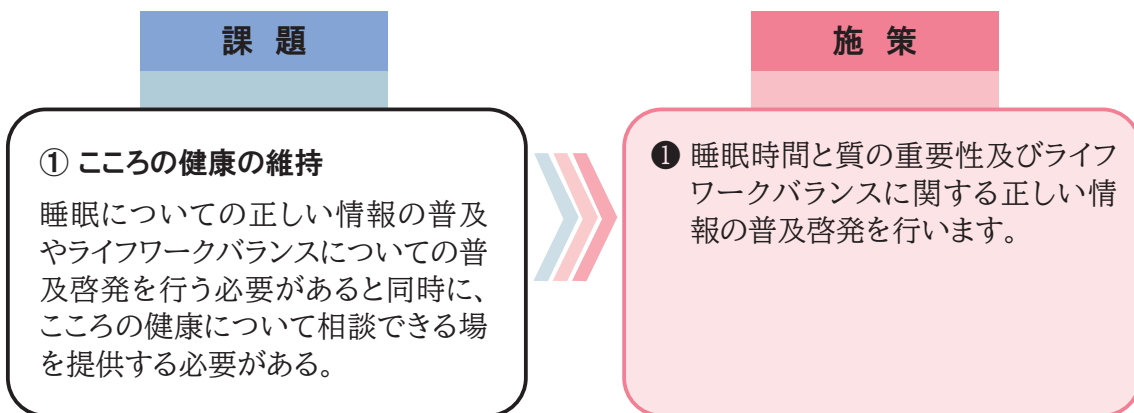 課 題
① こころの健康の維持
睡眠についての正しい情報の普及
やライフワークバランスについての普
及啓発を行う必要があると同時に、
こころの健康について相談できる場
を提供する必要がある。
施 策
❶ 睡眠時間と質の重要性及びライフ
ワークバランスに関する正しい情
報の普及啓発を行います。